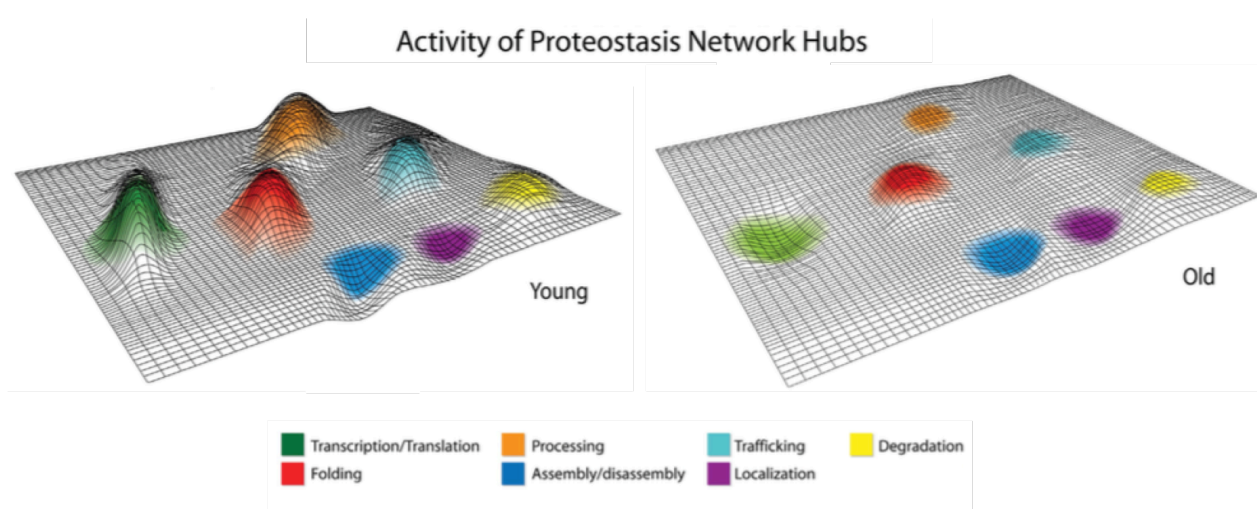 Activity of Proteostasis Network Hubs
Young
Old
Transcription/Translation
Processing
Trafficking
Degradation
Folding
Assembly/disassembly
Localization